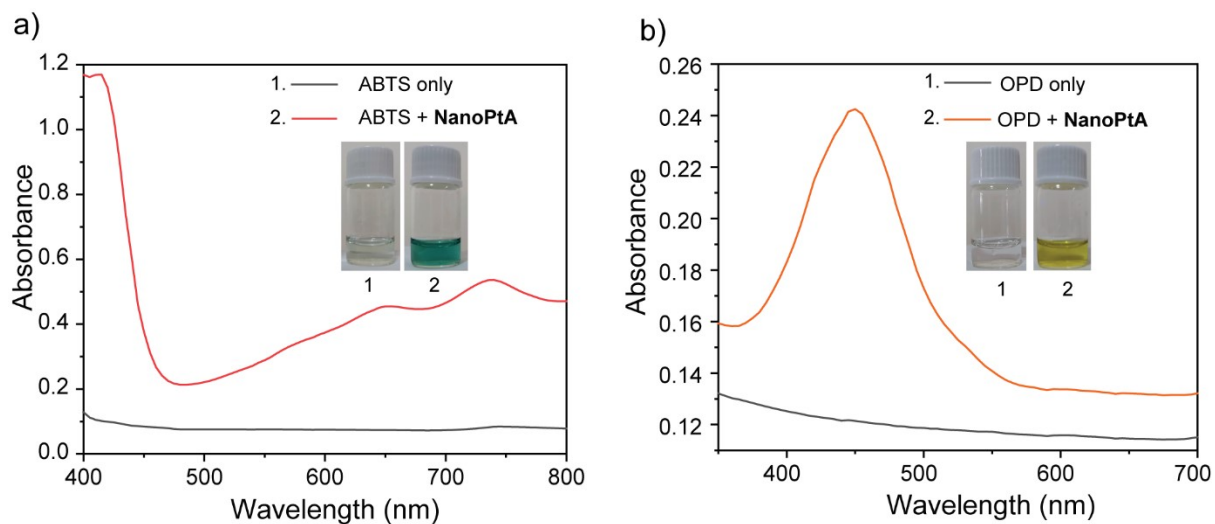 a)
1.2
1.0
0.8
0.6
0.4
0.2
0.0
Absorbance
400 500 600 700 800
Wavelength (nm)
1. ABTS only
2. ABTS + NanoPtA
1 2
b)
0.26
0.24
0.22
0.20
0.18
0.16
0.14
0.12
Absorbance
400 500 600 700
Wavelength (nm)
1. OPD only
2. OPD + NanoPtA
1 2